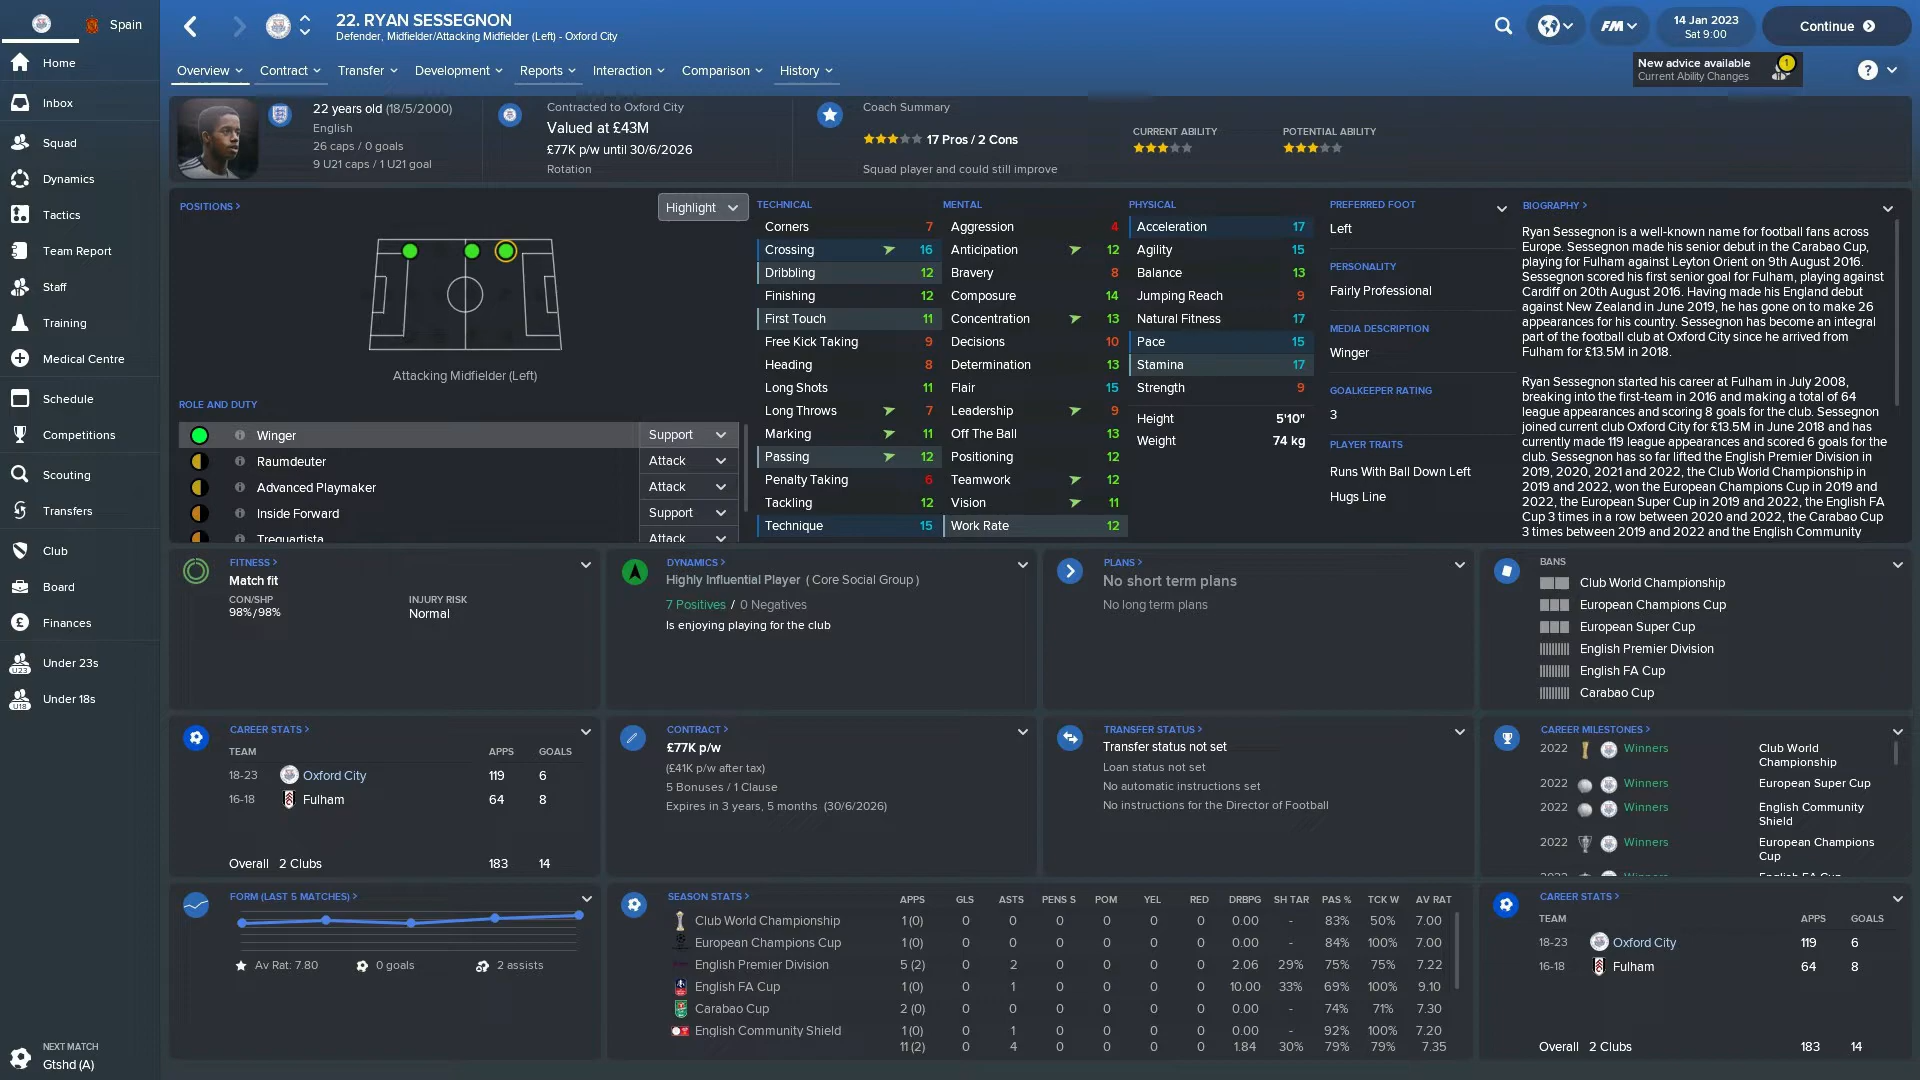 Spain
22. RYAN SESSEGNON
Defender, Midfielder/Attacking Midfielder (Left) - Oxford City
FM
14 Jan 2023
Sat 9:00
Continue
Overview Contract Transfer Development Reports Interaction Comparison History
New advice available
Current Ability Changes
1
?
Home
Inbox
Squad
Dynamics
Tactics
Team Report
Staff
Training
Medical Centre
Schedule
Competitions
Scouting
Transfers
Club
Board
Finances
U23 Under 23s
U18 Under 18s
NEXT MATCH
Gtshd (A)
22 years old (18/5/2000)
English
26 caps / 0 goals
9 U21 caps / 1 U21 goal
Contracted to Oxford City
Valued at £43M
£77K p/w until 30/6/2026
Rotation
Coach Summary
17 Pros / 2 Cons
Squad player and could still improve
CURRENT ABILITY
POTENTIAL ABILITY
POSITIONS >
Highlight
Attacking Midfielder (Left)
ROLE AND DUTY
Winger Support
Raumdeuter Attack
Advanced Playmaker Attack
Inside Forward Support
Trequartista Attack
TECHNICAL
Corners 7
Crossing 16
Dribbling 12
Finishing 12
First Touch 11
Free Kick Taking 9
Heading 8
Long Shots 11
Long Throws 7
Marking 11
Passing 12
Penalty Taking 6
Tackling 12
Technique 15
MENTAL
Aggression 4
Anticipation 12
Bravery 8
Composure 14
Concentration 13
Decisions 10
Determination 13
Flair 15
Leadership 9
Off The Ball 13
Positioning 12
Teamwork 12
Vision 11
Work Rate 12
PHYSICAL
Acceleration 17
Agility 15
Balance 13
Jumping Reach 9
Natural Fitness 17
Pace 15
Stamina 17
Strength 9
Height 5'10"
Weight 74 kg
PREFERRED FOOT
Left
PERSONALITY
Fairly Professional
MEDIA DESCRIPTION
Winger
GOALKEEPER RATING
3
PLAYER TRAITS
Runs With Ball Down Left
Hugs Line
BIOGRAPHY >
Ryan Sessegnon is a well-known name for football fans across
Europe. Sessegnon made his senior debut in the Carabao Cup,
playing for Fulham against Leyton Orient on 9th August 2016.
Sessegnon scored his first senior goal for Fulham, playing against
Cardiff on 20th August 2016. Having made his England debut
against New Zealand in June 2019, he has gone on to make 26
appearances for his country. Sessegnon has become an integral
part of the football club at Oxford City since he arrived from
Fulham for £13.5M in 2018.
Ryan Sessegnon started his career at Fulham in July 2008,
breaking into the first-team in 2016 and making a total of 64
league appearances and scoring 8 goals for the club. Sessegnon
joined current club Oxford City for £13.5M in June 2018 and has
currently made 119 league appearances and scored 6 goals for the
club. Sessegnon has so far lifted the English Premier Division in
2019, 2020, 2021 and 2022, the Club World Championship in
2019 and 2022, won the European Champions Cup in 2019 and
2022, the European Super Cup in 2019 and 2022, the English FA
Cup 3 times in a row between 2020 and 2022, the Carabao Cup
3 times between 2019 and 2022 and the English Community
FITNESS >
Match fit
CON/SHP
98%/98%
INJURY RISK
Normal
DYNAMICS >
Highly Influential Player (Core Social Group)
7 Positives / 0 Negatives
Is enjoying playing for the club
PLANS >
No short term plans
No long term plans
BANS
Club World Championship
European Champions Cup
European Super Cup
English Premier Division
English FA Cup
Carabao Cup
CAREER STATS >
TEAM APPS GOALS
18-23 Oxford City 119 6
16-18 Fulham 64 8
Overall 2 Clubs 183 14
CONTRACT >
£77K p/w
(£41K p/w after tax)
5 Bonuses / 1 Clause
Expires in 3 years, 5 months (30/6/2026)
TRANSFER STATUS >
Transfer status not set
Loan status not set
No automatic instructions set
No instructions for the Director of Football
CAREER MILESTONES >
2022 Winners Club World
Championship
2022 Winners European Super Cup
2022 Winners English Community
Shield
2022 Winners European Champions
Cup
FORM (LAST 5 MATCHES) >
Av Rat: 7.80 0 goals 2 assists
SEASON STATS > APPS GLS ASTS PENS S POM YEL RED DRBPG SH TAR PAS % TCK W AV RAT
Club World Championship 1 (0) 0 0 0 0 0 0 0.00 - 83% 50% 7.00
European Champions Cup 1 (0) 0 0 0 0 0 0 0.00 - 84% 100% 7.00
English Premier Division 5 (2) 0 2 0 0 0 0 2.06 29% 75% 75% 7.22
English FA Cup 1 (0) 0 1 0 0 0 0 10.00 33% 69% 100% 9.10
Carabao Cup 2 (0) 0 0 0 0 0 0 0.00 - 74% 71% 7.30
English Community Shield 1 (0) 0 1 0 0 0 0 0.00 - 92% 100% 7.20
11 (2) 0 4 0 0 0 0 1.84 30% 79% 79% 7.35
CAREER STATS >
TEAM APPS GOALS
18-23 Oxford City 119 6
16-18 Fulham 64 8
Overall 2 Clubs 183 14